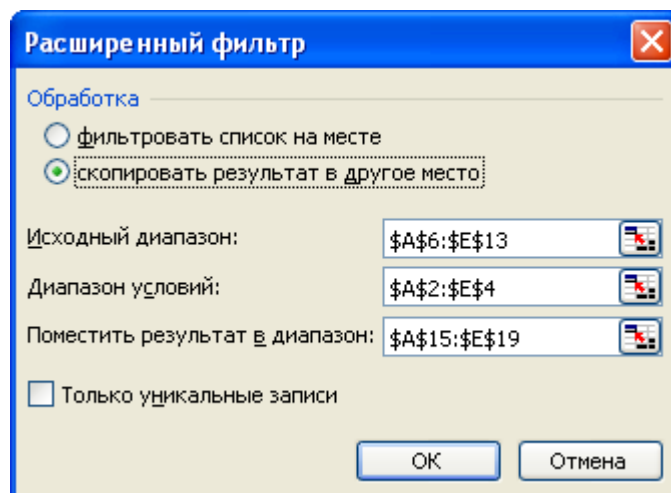 Расширенный фильтр
Обработка
фильтровать список на месте
скопировать результат в другое место
Исходный диапазон: $A$6:$E$13
Диапазон условий: $A$2:$E$4
Поместить результат в диапазон: $A$15:$E$19
Только уникальные записи
ОК Отмена